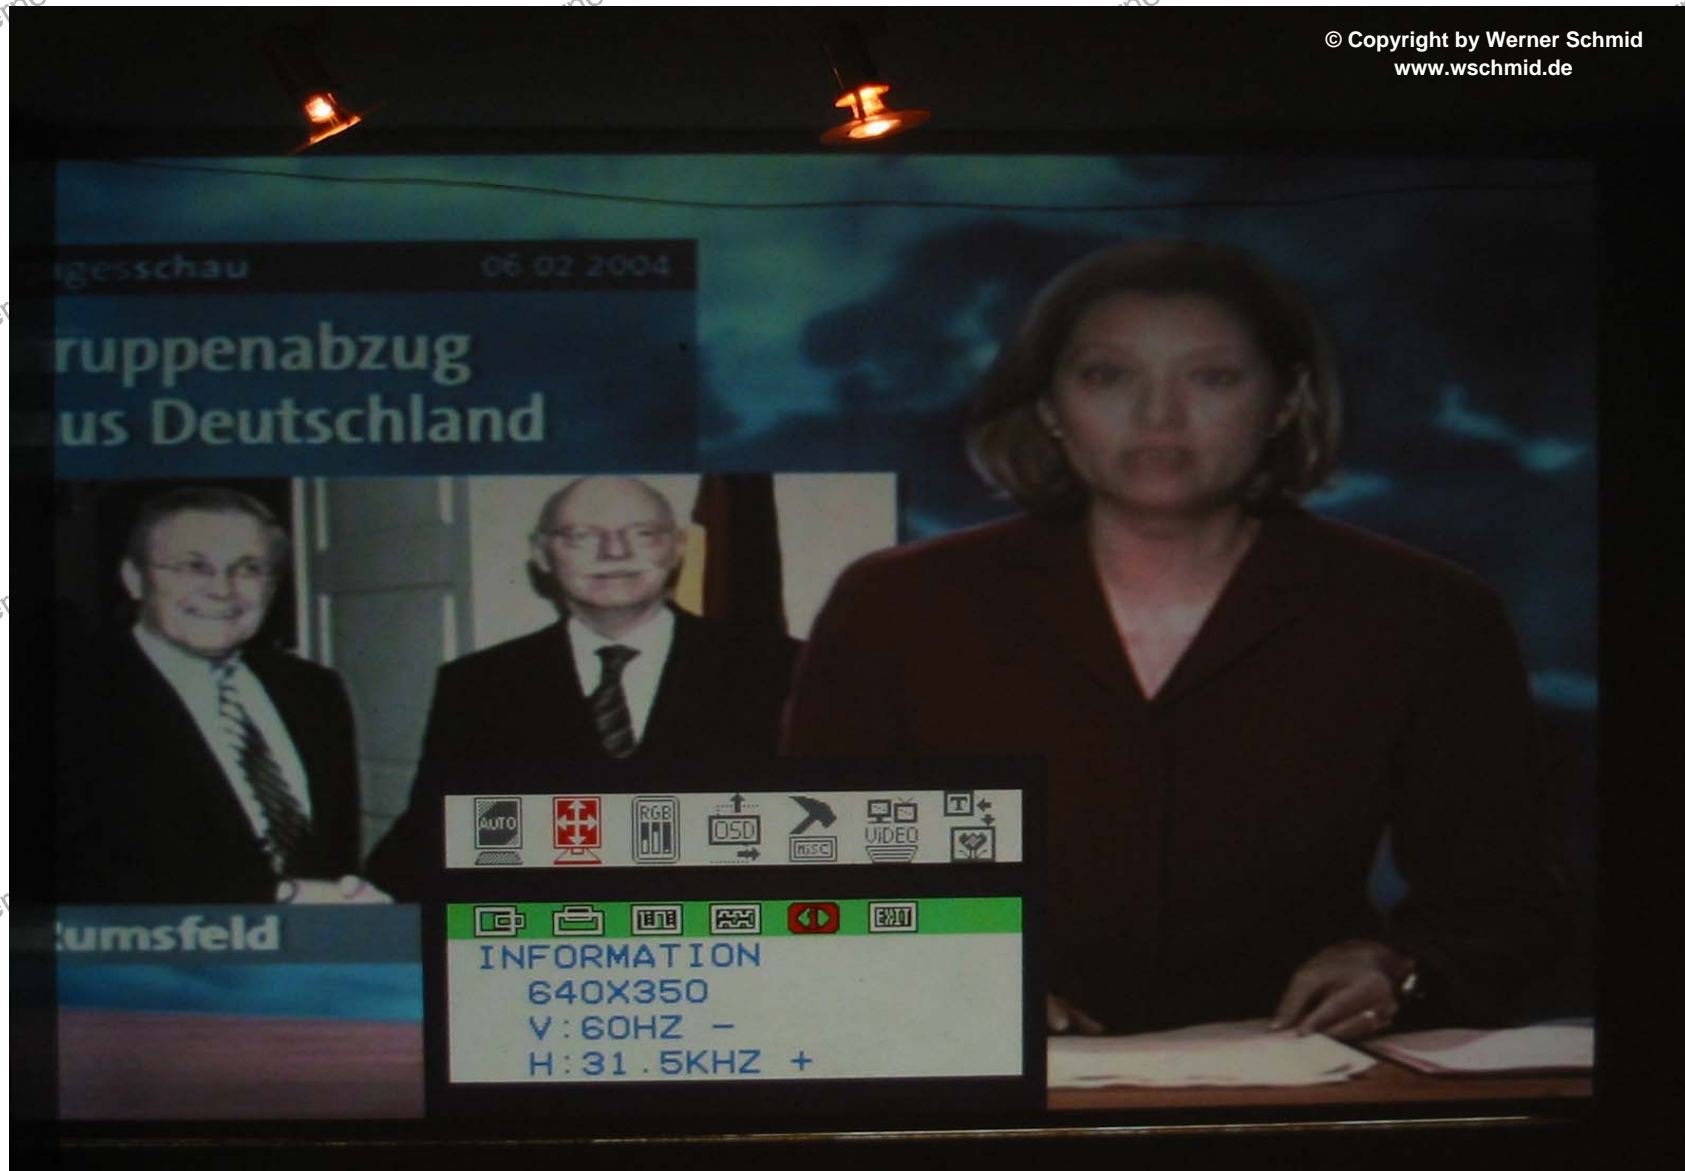 © Copyright by Werner Schmid
www.wschmid.de
gesschau 06 02 2004
ruppenabzug
us Deutschland
AUTO RGB OSD MISC VIDEO T
umsfeld
EXIT
INFORMATION
640X350
V:60HZ -
H:31.5KHZ +